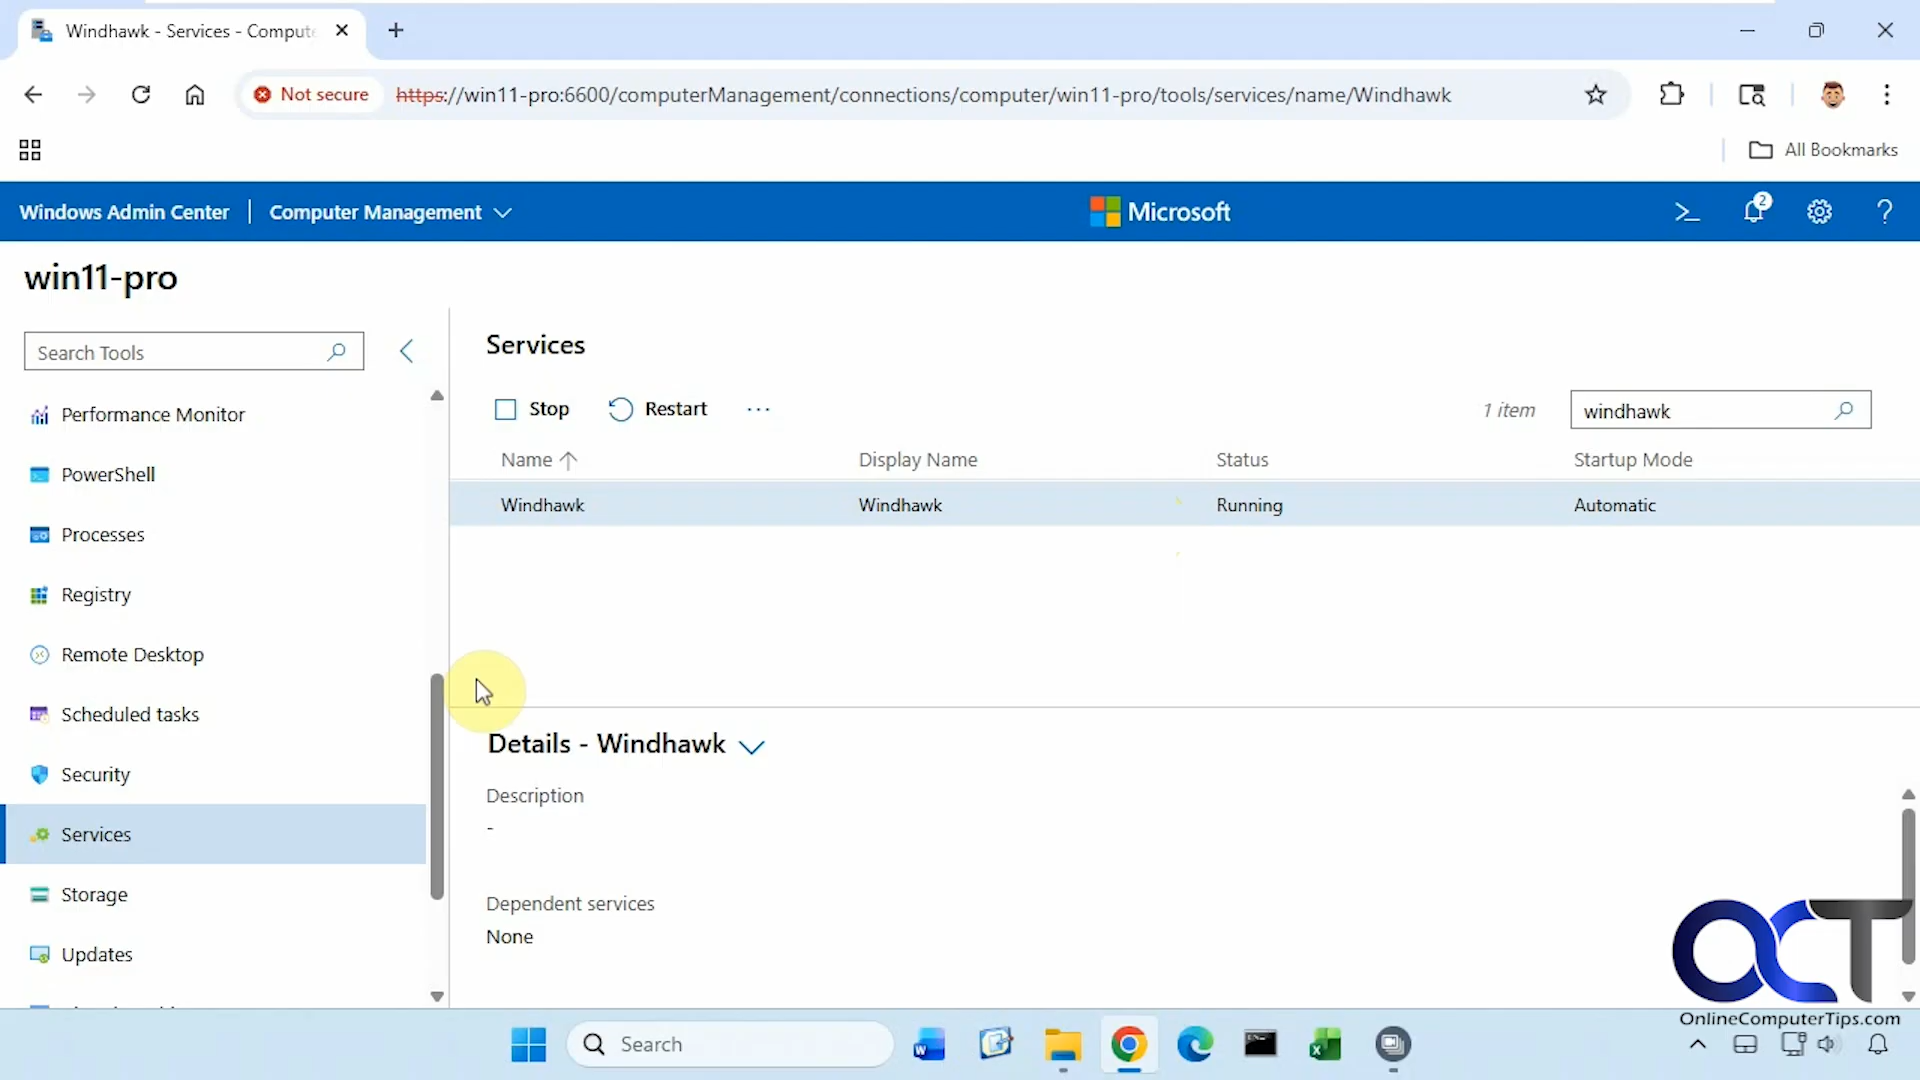 Windhawk - Services - Compute
Not secure
https://win11-pro:6600/computerManagement/connections/computer/win11-pro/tools/services/name/Windhawk
All Bookmarks
Windows Admin Center
Computer Management
Microsoft
2
win11-pro
Search Tools
Performance Monitor
PowerShell
Processes
Registry
Remote Desktop
Scheduled tasks
Security
Services
Storage
Updates
Services
Stop
Restart
1 item
windhawk
Name
Display Name
Status
Startup Mode
Windhawk
Windhawk
Running
Automatic
Details - Windhawk
Description
-
Dependent services
None
OCT
OnlineComputerTips.com
Search